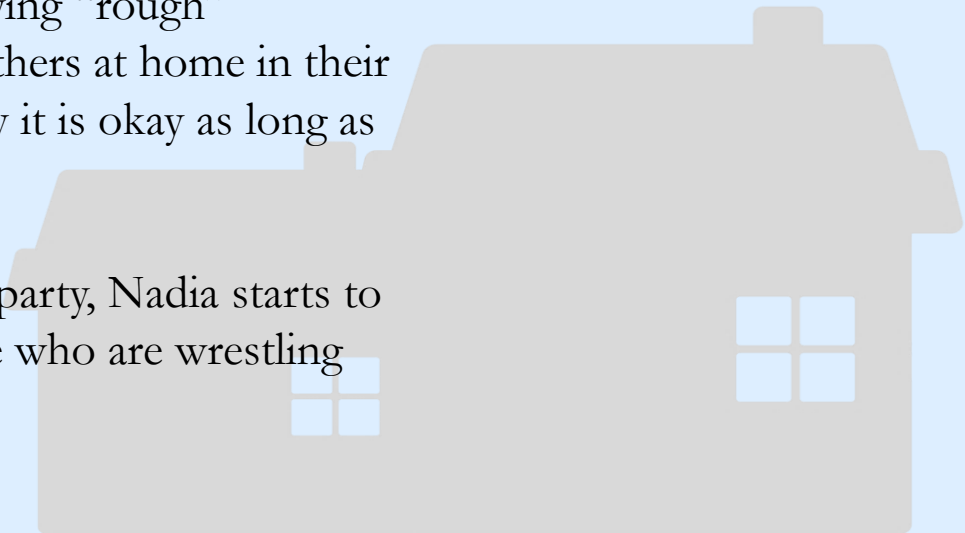 "rough"
thers at home in their
it is okay as long as
party, Nadia starts to
who are wrestling